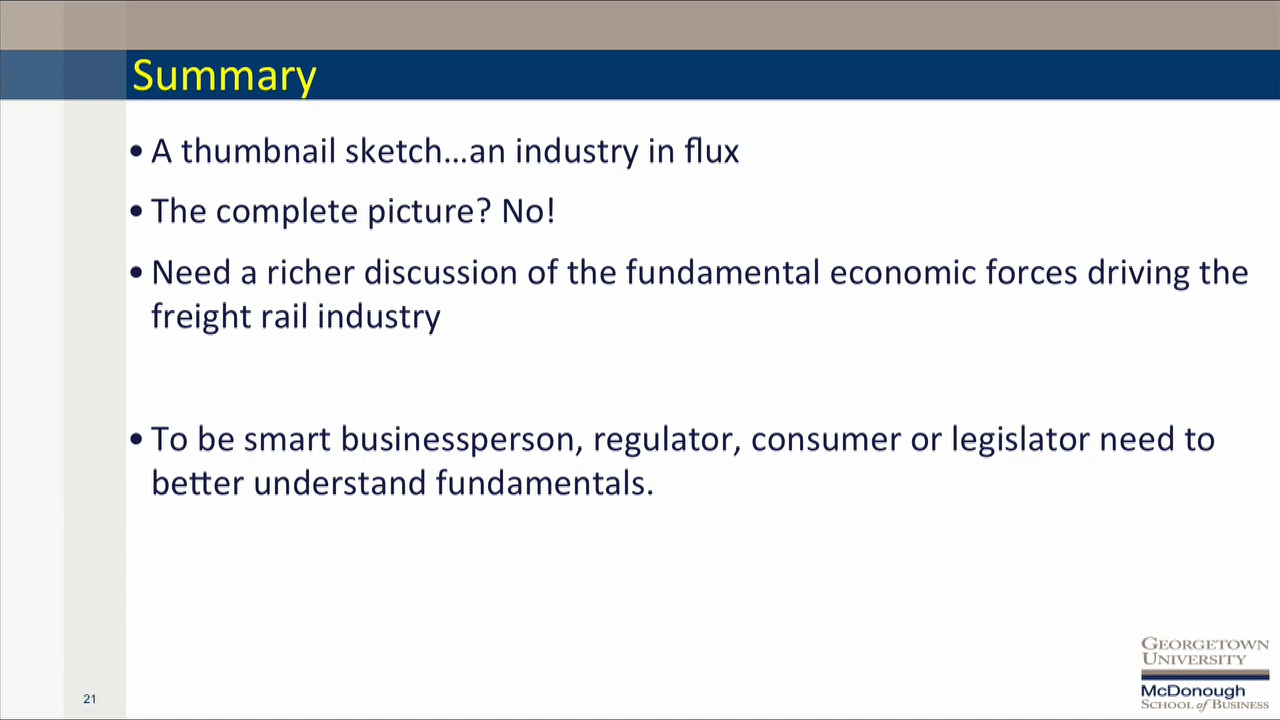 Summary
• A thumbnail sketch...an industry in flux
• The complete picture? No!
• Need a richer discussion of the fundamental economic forces driving the
freight rail industry
• To be smart businessperson, regulator, consumer or legislator need to
better understand fundamentals.
21
GEORGETOWN
UNIVERSITY
McDonough
SCHOOL of BUSINESS